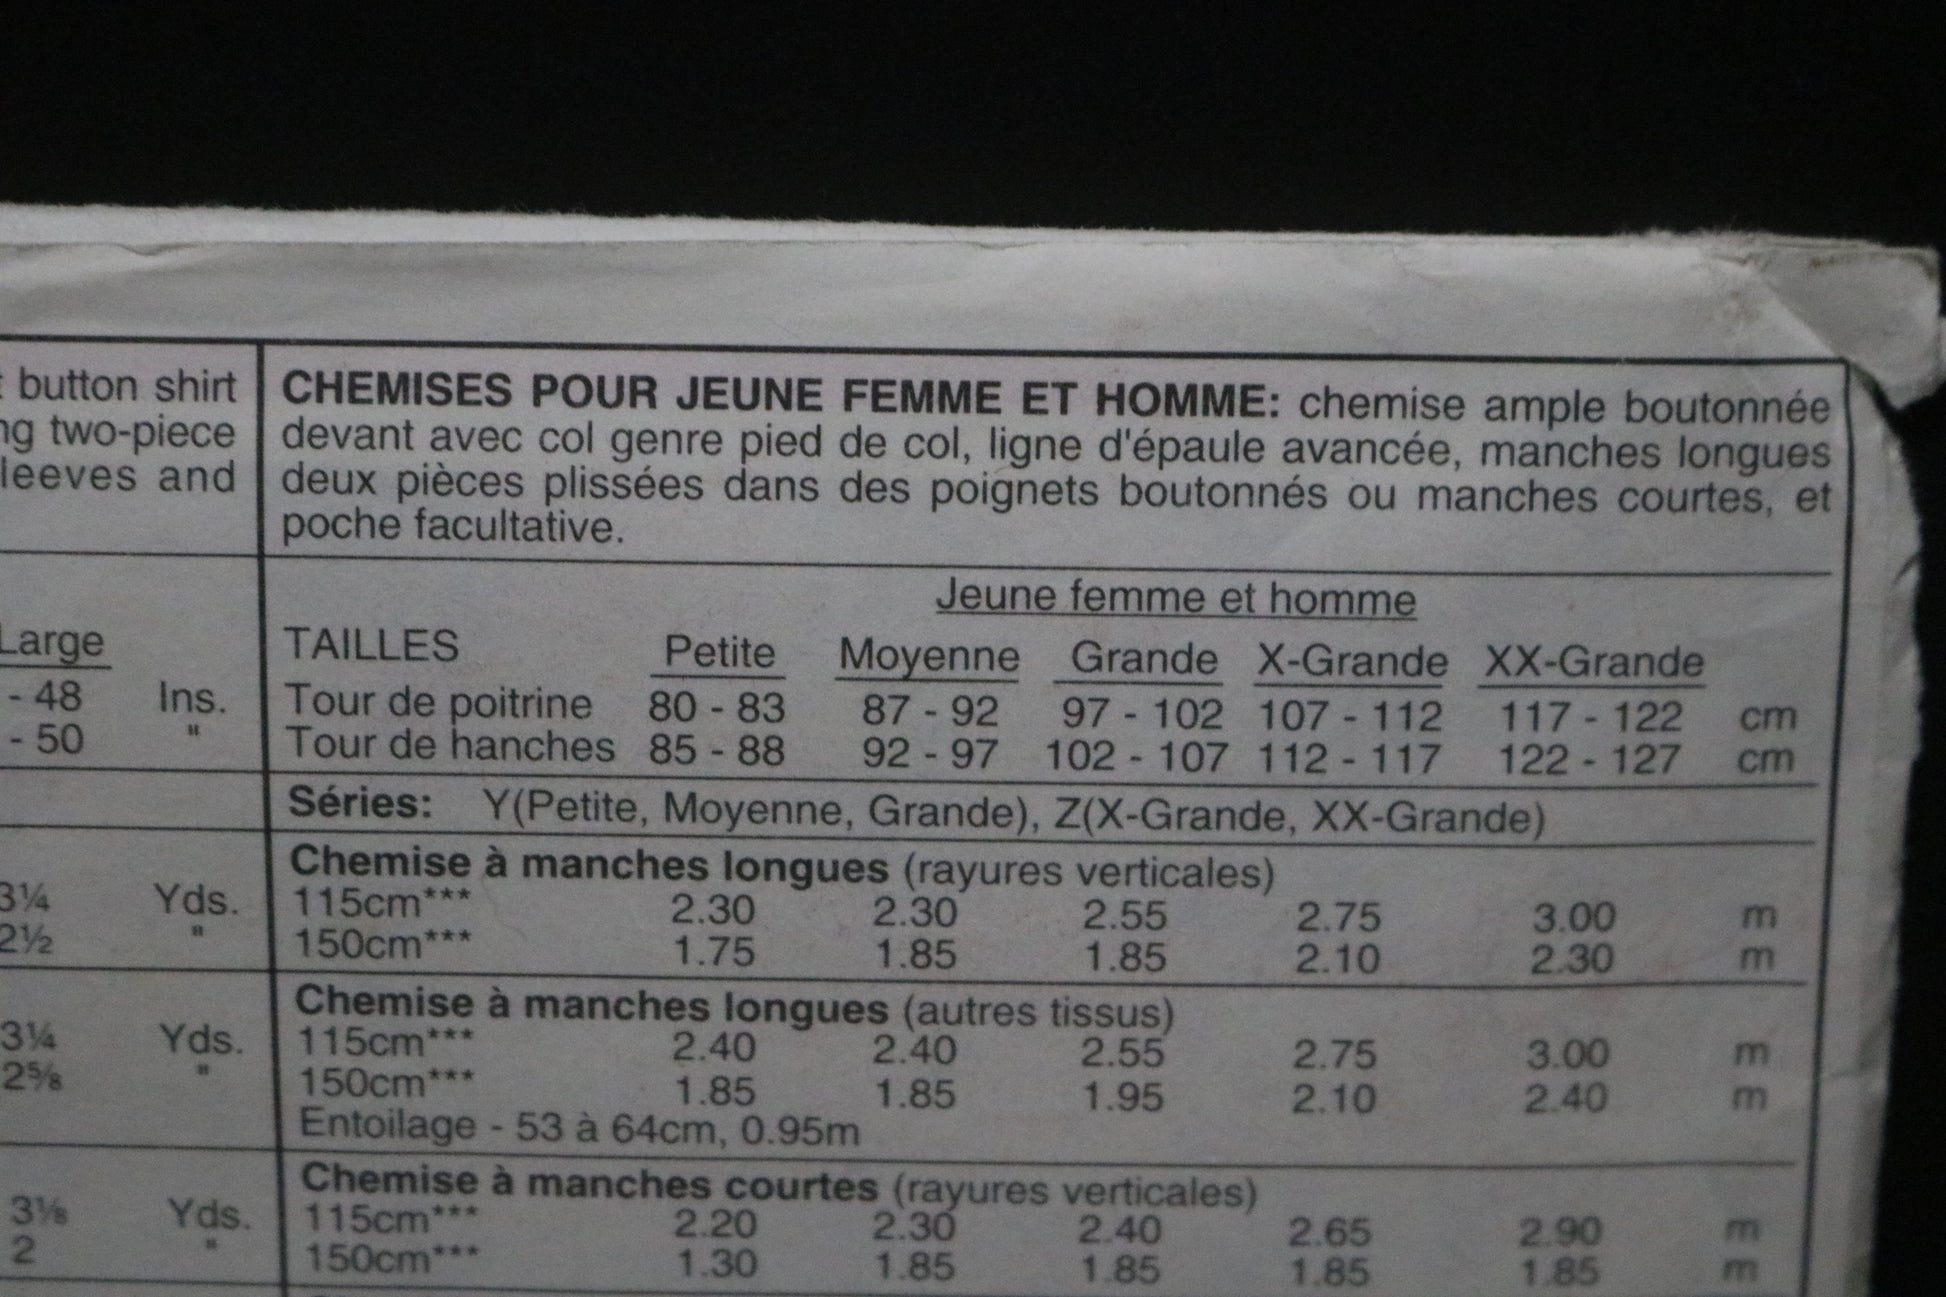 button shirt
ng two-piece
leeves and
Large
- 48 Ins.
- 50 "
3¼ Yds.
2½ "
3¼ Yds.
2⅝ "
3⅛ Yds.
2 "
CHEMISES POUR JEUNE FEMME ET HOMME: chemise ample boutonnée
devant avec col genre pied de col, ligne d'épaule avancée, manches longues
deux pièces plissées dans des poignets boutonnés ou manches courtes, et
poche facultative.
Jeune femme et homme
TAILLES Petite Moyenne Grande X-Grande XX-Grande
Tour de poitrine 80 - 83 87 - 92 97 - 102 107 - 112 117 - 122 cm
Tour de hanches 85 - 88 92 - 97 102 - 107 112 - 117 122 - 127 cm
Séries: Y(Petite, Moyenne, Grande), Z(X-Grande, XX-Grande)
Chemise à manches longues (rayures verticales)
115cm*** 2.30 2.30 2.55 2.75 3.00 m
150cm*** 1.75 1.85 1.85 2.10 2.30 m
Chemise à manches longues (autres tissus)
115cm*** 2.40 2.40 2.55 2.75 3.00 m
150cm*** 1.85 1.85 1.95 2.10 2.40 m
Entoilage - 53 à 64cm, 0.95m
Chemise à manches courtes (rayures verticales)
115cm*** 2.20 2.30 2.40 2.65 2.90 m
150cm*** 1.30 1.85 1.85 1.85 1.85 m